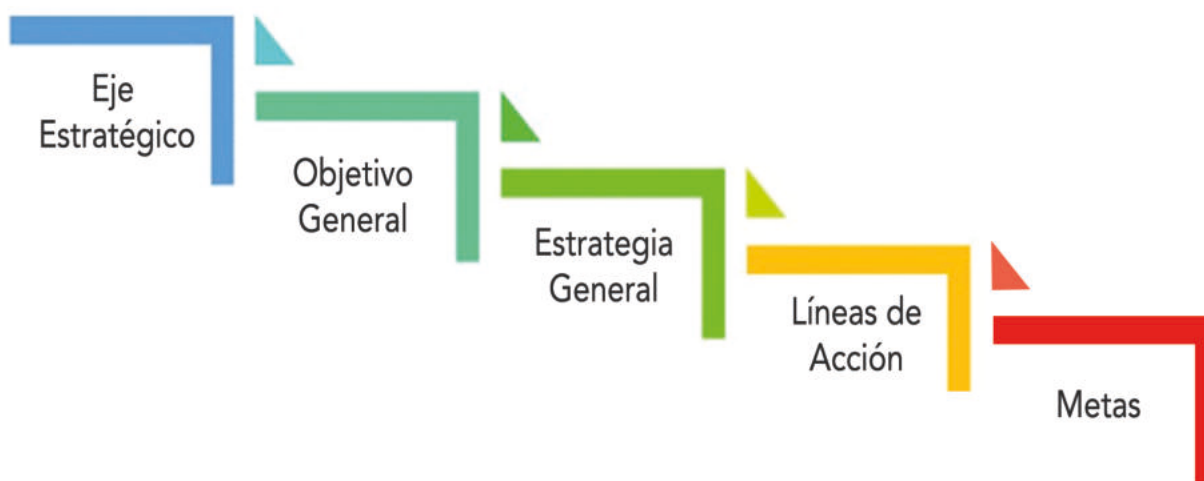 Eje
Estratégico
Objetivo
General
Estrategia
General
Líneas de
Acción
Metas